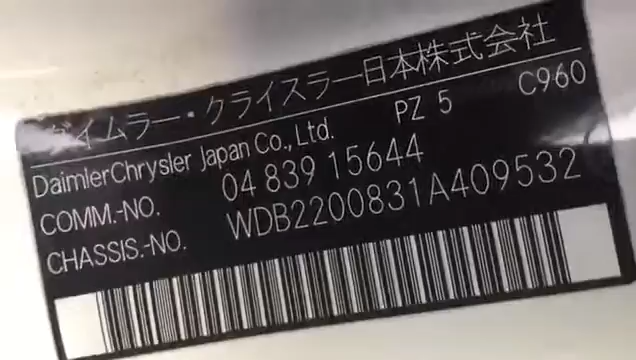 ダイムラー・クライスラー日本株式会社
DaimlerChrysler Japan Co., Ltd. PZ 5 C960
COMM.-NO. 04 839 15644
CHASSIS.-NO. WDB2200831A409532